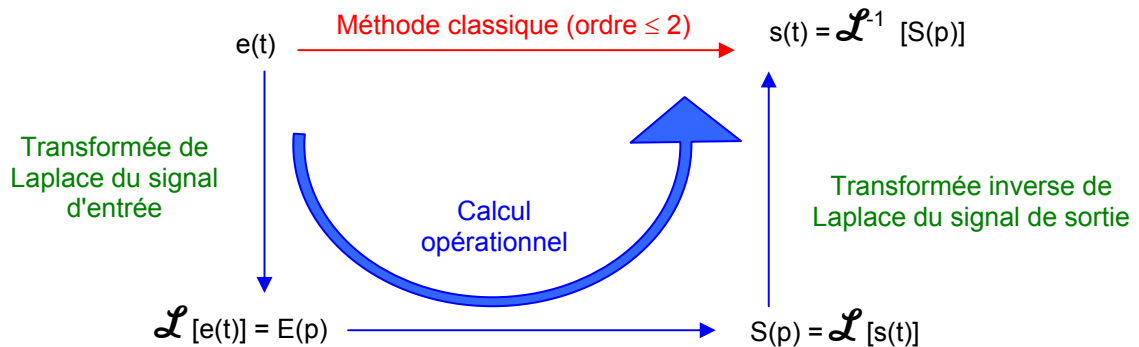 Méthode classique (ordre ≤ 2)
e(t)
s(t) = ℒ⁻¹ [S(p)]
Transformée de
Laplace du signal
d'entrée
Calcul
opérationnel
Transformée inverse de
Laplace du signal de sortie
ℒ [e(t)] = E(p)
S(p) = ℒ [s(t)]